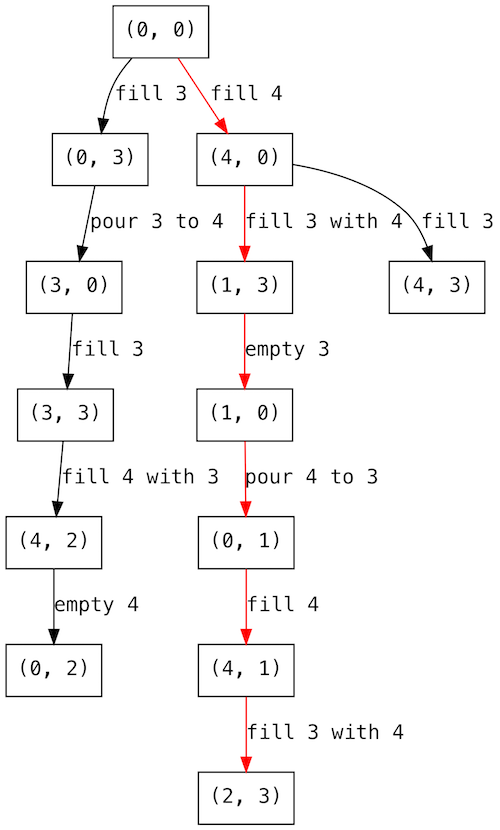 (0, 0)
fill 3
fill 4
(0, 3)
(4, 0)
pour 3 to 4
fill 3 with 4
fill 3
(3, 0)
(1, 3)
(4, 3)
fill 3
empty 3
(3, 3)
(1, 0)
fill 4 with 3
pour 4 to 3
(4, 2)
(0, 1)
empty 4
fill 4
(0, 2)
(4, 1)
fill 3 with 4
(2, 3)